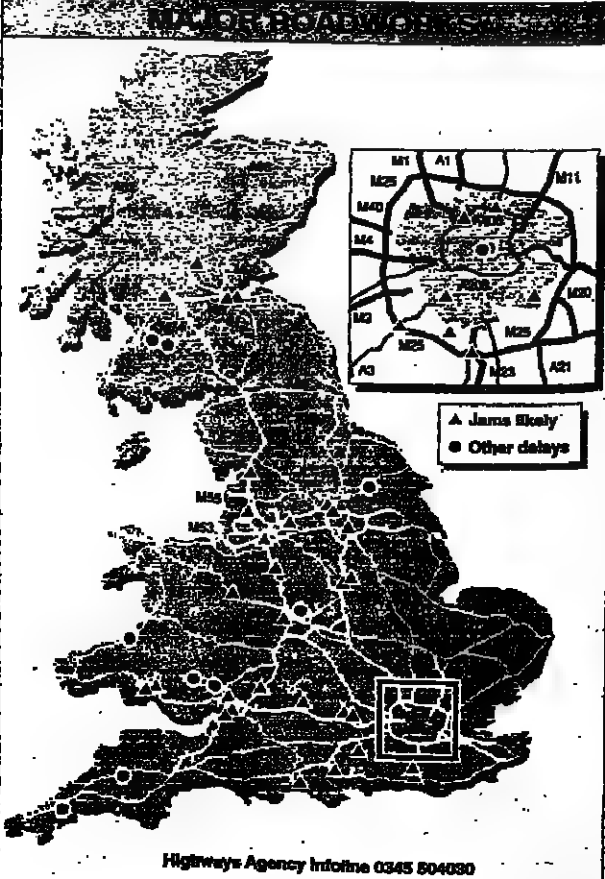 MAJOR ROADWORKS
M1 A1
M25 M11
M40
M4
M20
M3
M25 M25
A3 M23 A21
▲ Jams likely
● Other delays
M55
M53
Highways Agency Infoline 0345 504030